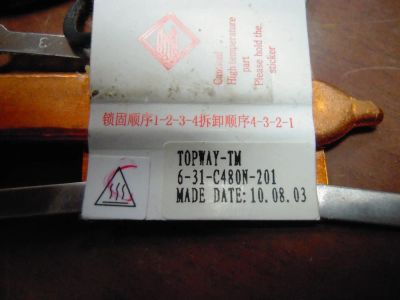 Caution!
High temperature
part
Please hold the
sticker
锁固顺序1-2-3-4拆卸顺序4-3-2-1
TOPWAY-TM
6-31-C480N-201
MADE DATE:10.08.03
3